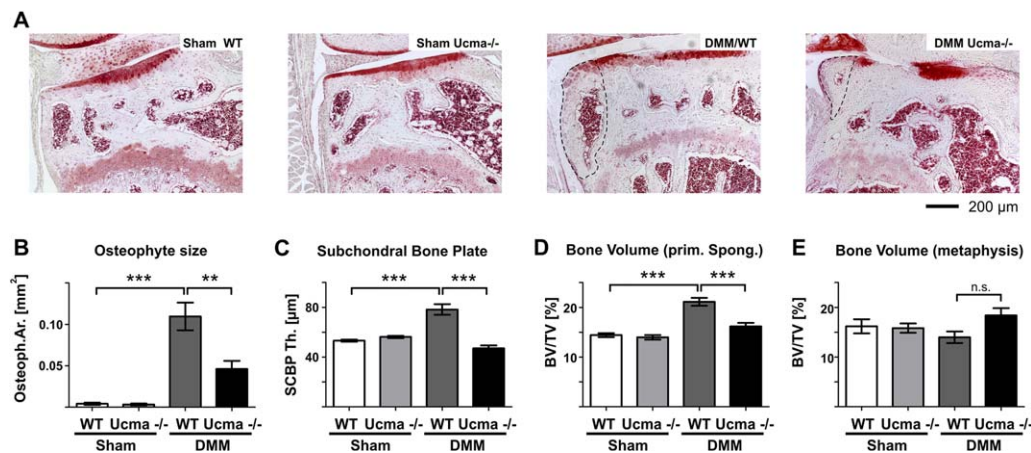 A
Sham WT
Sham Ucma-/-
DMM/WT
DMM Ucma-/-
200 µm
B
Osteophyte size
Osteoph.Ar. [mm²]
0.10
0.05
0
*** **
WT Ucma -/- WT Ucma -/-
Sham DMM
C
Subchondral Bone Plate
SCBP Th. [µm]
80
40
0
*** ***
WT Ucma -/- WT Ucma -/-
Sham DMM
D
Bone Volume (prim. Spong.)
BV/TV [%]
20
10
0
*** ***
WT Ucma -/- WT Ucma -/-
Sham DMM
E
Bone Volume (metaphysis)
BV/TV [%]
20
10
0
n.s.
WT Ucma -/- WT Ucma -/-
Sham DMM